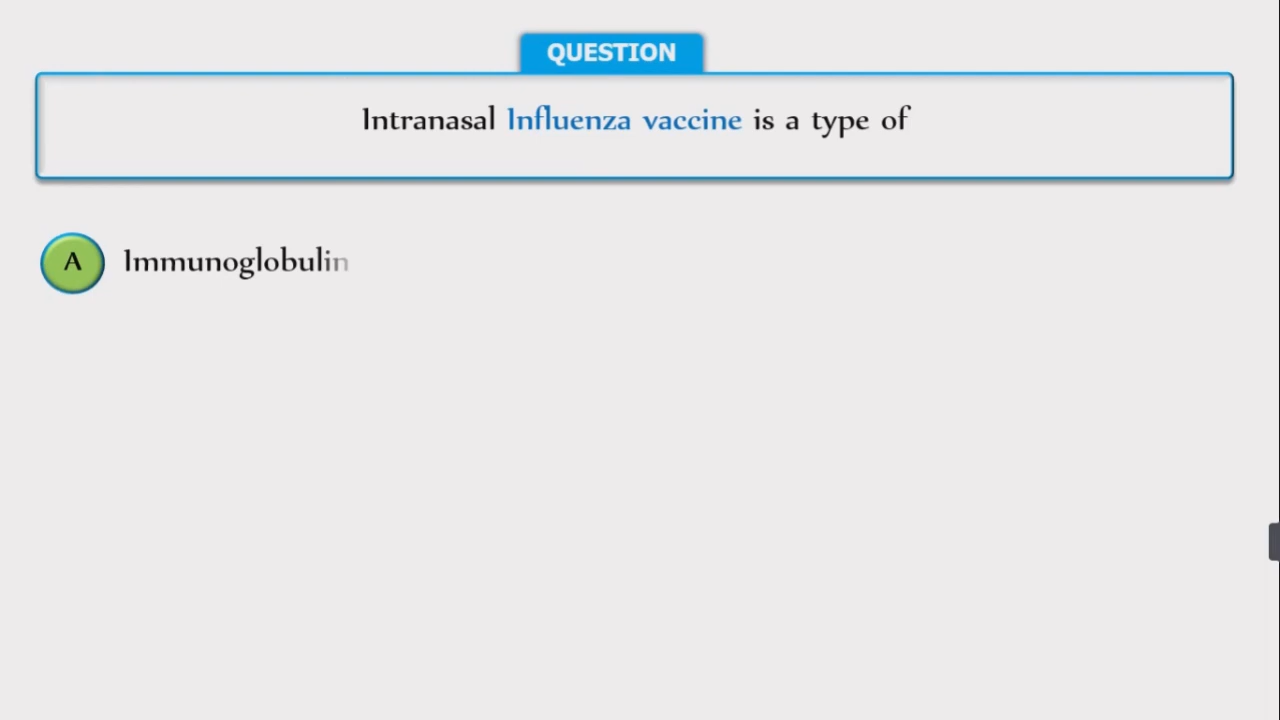 QUESTION
Intranasal Influenza vaccine is a type of
A Immunoglobulin